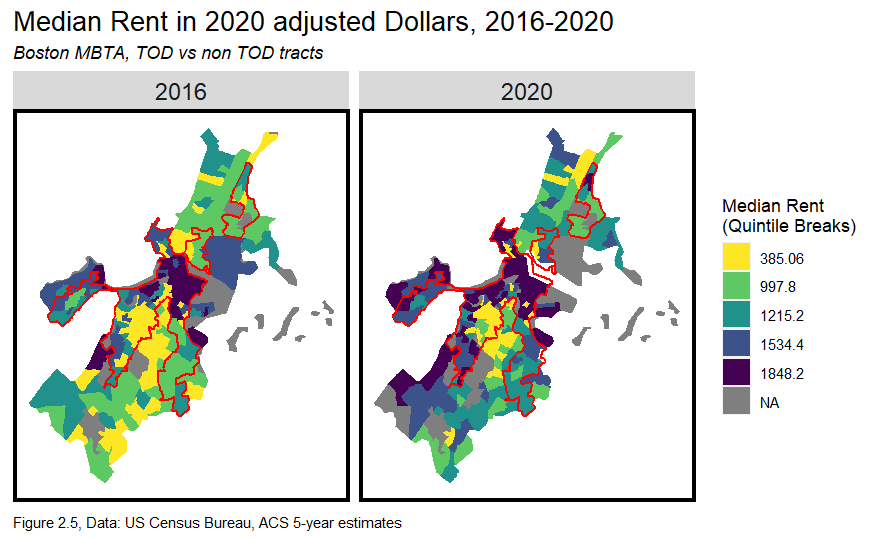 Median Rent in 2020 adjusted Dollars, 2016-2020
Boston MBTA, TOD vs non TOD tracts
2016
2020
Median Rent
(Quintile Breaks)
385.06
997.8
1215.2
1534.4
1848.2
NA
Figure 2.5, Data: US Census Bureau, ACS 5-year estimates